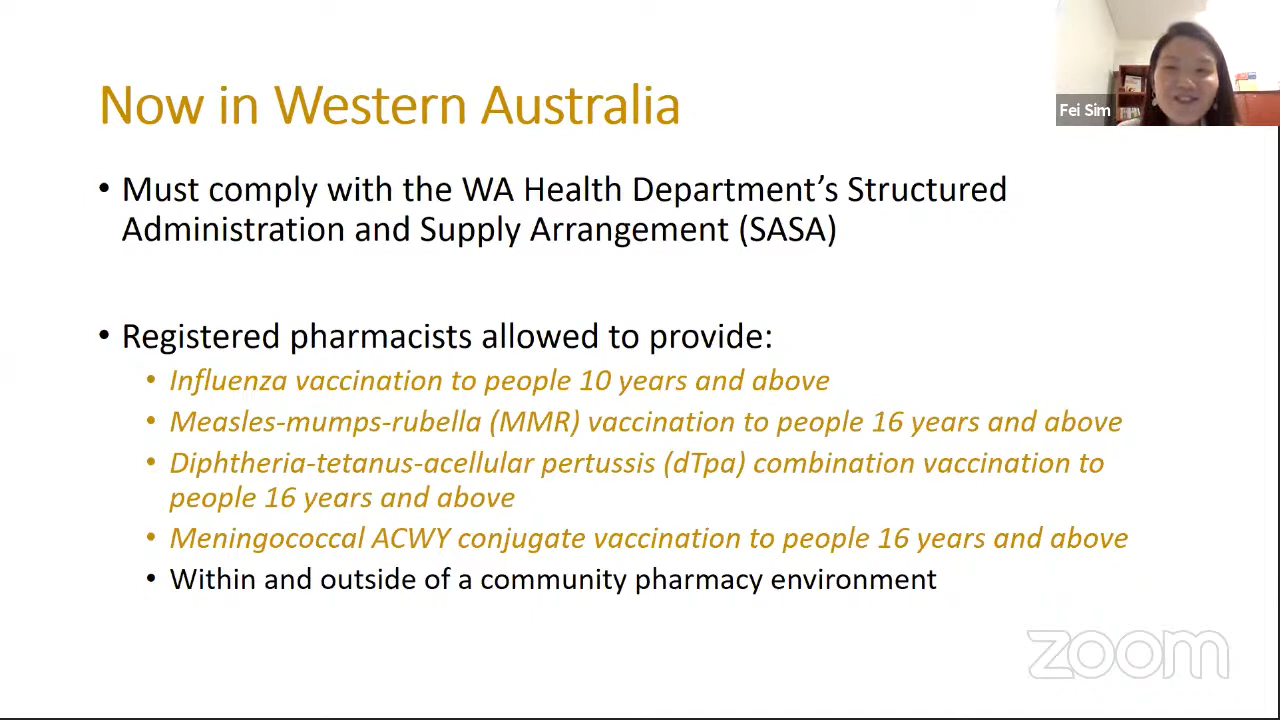 Now in Western Australia
Fei Sim
• Must comply with the WA Health Department’s Structured
Administration and Supply Arrangement (SASA)
• Registered pharmacists allowed to provide:
• Influenza vaccination to people 10 years and above
• Measles-mumps-rubella (MMR) vaccination to people 16 years and above
• Diphtheria-tetanus-acellular pertussis (dTpa) combination vaccination to
people 16 years and above
• Meningococcal ACWY conjugate vaccination to people 16 years and above
• Within and outside of a community pharmacy environment
zoom